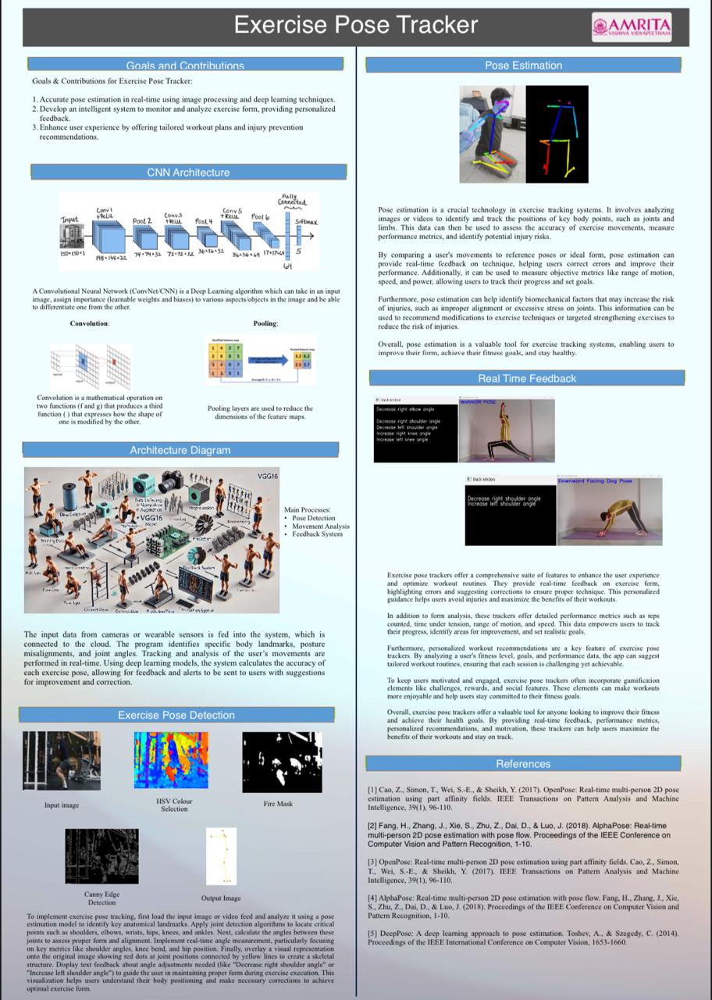 Exercise Pose Tracker
AMRITA
VISHWA VIDYAPEETHAM
Goals and Contributions
Goals & Contributions for Exercise Pose Tracker:
1. Accurate pose estimation in real-time using image processing and deep learning techniques.
2. Develop an intelligent system to monitor and analyze exercise form, providing personalized
feedback.
3. Enhance user experience by offering tailored workout plans and injury prevention
recommendations.
CNN Architecture
Input
150×150×1
Conv 1
+ReLU
148×148×32
Pool 2
74×74×32
Conv 3
+ReLU
72×72×32
Pool 4
36×36×32
Conv 5
+ReLU
36×36×64
Pool 6
17×17×64
Fully
Connected
64
Softmax
5
A Convolutional Neural Network (ConvNet/CNN) is a Deep Learning algorithm which can take in an input
image, assign importance (learnable weights and biases) to various aspects/objects in the image and be able
to differentiate one from the other.
Convolution:
kernel
input
output
Convolution is a mathematical operation on
two functions (f and g) that produces a third
function ( ) that expresses how the shape of
one is modified by the other.
Pooling:
1 4 2 7
2 6 8 5
3 4 0 7
1 2 3 1
3.2 6.2
2.5 2.7
Pooling layers are used to reduce the
dimensions of the feature maps.
Architecture Diagram
VGG16
VGG16
Main Processes:
• Pose Detection
• Movement Analysis
• Feedback System
The input data from cameras or wearable sensors is fed into the system, which is
connected to the cloud. The program identifies specific body landmarks, posture
misalignments, and joint angles. Tracking and analysis of the user's movements are
performed in real-time. Using deep learning models, the system calculates the accuracy of
each exercise pose, allowing for feedback and alerts to be sent to users with suggestions
for improvement and correction.
Exercise Pose Detection
Input image
HSV Colour
Selection
Fire Mask
Canny Edge
Detection
Output Image
To implement exercise pose tracking, first load the input image or video feed and analyze it using a pose
estimation model to identify key anatomical landmarks. Apply joint detection algorithms to locate critical
points such as shoulders, elbows, wrists, hips, knees, and ankles. Next, calculate the angles between these
joints to assess proper form and alignment. Implement real-time angle measurement, particularly focusing
on key metrics like shoulder angles, knee bend, and hip position. Finally, overlay a visual representation
onto the original image showing red dots at joint positions connected by yellow lines to create a skeletal
structure. Display text feedback about angle adjustments needed (like "Decrease right shoulder angle" or
"Increase left shoulder angle") to guide the user in maintaining proper form during exercise execution. This
visualization helps users understand their body positioning and make necessary corrections to achieve
optimal exercise form.
Pose Estimation
Pose estimation is a crucial technology in exercise tracking systems. It involves analyzing
images or videos to identify and track the positions of key body points, such as joints and
limbs. This data can then be used to assess the accuracy of exercise movements, measure
performance metrics, and identify potential injury risks.
By comparing a user's movements to reference poses or ideal form, pose estimation can
provide real-time feedback on technique, helping users correct errors and improve their
performance. Additionally, it can be used to measure objective metrics like range of motion,
speed, and power, allowing users to track their progress and set goals.
Furthermore, pose estimation can help identify biomechanical factors that may increase the risk
of injuries, such as improper alignment or excessive stress on joints. This information can be
used to recommend modifications to exercise techniques or targeted strengthening exercises to
reduce the risk of injuries.
Overall, pose estimation is a valuable tool for exercise tracking systems, enabling users to
improve their form, achieve their fitness goals, and stay healthy.
Real Time Feedback
black window
Decrease right elbow angle
Decrease right shoulder angle
Decrease left shoulder angle
Increase right knee angle
Increase left knee angle
WARRIOR POSE
black window
Decrease right shoulder angle
Increase left shoulder angle
Downward Facing Dog Pose
Exercise pose trackers offer a comprehensive suite of features to enhance the user experience
and optimize workout routines. They provide real-time feedback on exercise form,
highlighting errors and suggesting corrections to ensure proper technique. This personalized
guidance helps users avoid injuries and maximize the benefits of their workouts.
In addition to form analysis, these trackers offer detailed performance metrics such as reps
counted, time under tension, range of motion, and speed. This data empowers users to track
their progress, identify areas for improvement, and set realistic goals.
Furthermore, personalized workout recommendations are a key feature of exercise pose
trackers. By analyzing a user's fitness level, goals, and performance data, the app can suggest
tailored workout routines, ensuring that each session is challenging yet achievable.
To keep users motivated and engaged, exercise pose trackers often incorporate gamification
elements like challenges, rewards, and social features. These elements can make workouts
more enjoyable and help users stay committed to their fitness goals.
Overall, exercise pose trackers offer a valuable tool for anyone looking to improve their fitness
and achieve their health goals. By providing real-time feedback, performance metrics,
personalized recommendations, and motivation, these trackers can help users maximize the
benefits of their workouts and stay on track.
References
[1] Cao, Z., Simon, T., Wei, S.-E., & Sheikh, Y. (2017). OpenPose: Real-time multi-person 2D pose
estimation using part affinity fields. IEEE Transactions on Pattern Analysis and Machine
Intelligence, 39(1), 96-110.
[2] Fang, H., Zhang, J., Xie, S., Zhu, Z., Dai, D., & Luo, J. (2018). AlphaPose: Real-time
multi-person 2D pose estimation with pose flow. Proceedings of the IEEE Conference on
Computer Vision and Pattern Recognition, 1-10.
[3] OpenPose: Real-time multi-person 2D pose estimation using part affinity fields. Cao, Z., Simon,
T., Wei, S.-E., & Sheikh, Y. (2017). IEEE Transactions on Pattern Analysis and Machine
Intelligence, 39(1), 96-110.
[4] AlphaPose: Real-time multi-person 2D pose estimation with pose flow. Fang, H., Zhang, J., Xie,
S., Zhu, Z., Dai, D., & Luo, J. (2018). Proceedings of the IEEE Conference on Computer Vision and
Pattern Recognition, 1-10.
[5] DeepPose: A deep learning approach to pose estimation. Toshev, A., & Szegedy, C. (2014).
Proceedings of the IEEE International Conference on Computer Vision, 1653-1660.